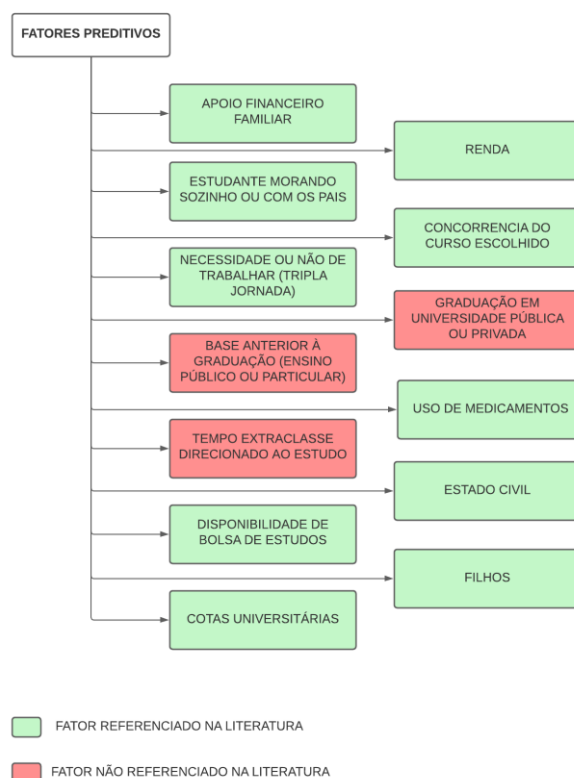 FATORES PREDITIVOS
APOIO FINANCEIRO
FAMILIAR
RENDA
ESTUDANTE MORANDO
SOZINHO OU COM OS PAIS
CONCORRENCIA DO
CURSO ESCOLHIDO
NECESSIDADE OU NÃO DE
TRABALHAR (TRIPLA
JORNADA)
GRADUAÇÃO EM
UNIVERSIDADE PÚBLICA
OU PRIVADA
BASE ANTERIOR À
GRADUAÇÃO (ENSINO
PÚBLICO OU PARTICULAR)
USO DE MEDICAMENTOS
TEMPO EXTRACLASSE
DIRECIONADO AO ESTUDO
ESTADO CIVIL
DISPONIBILIDADE DE
BOLSA DE ESTUDOS
FILHOS
COTAS UNIVERSITÁRIAS
FATOR REFERENCIADO NA LITERATURA
FATOR NÃO REFERENCIADO NA LITERATURA